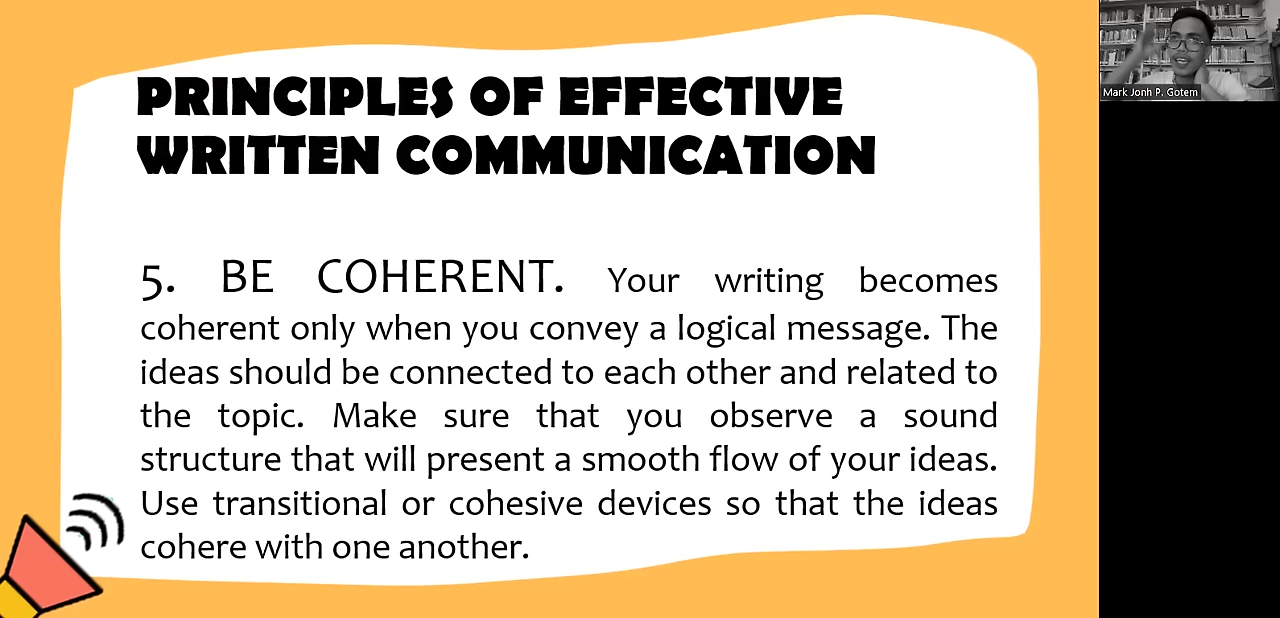 PRINCIPLES OF EFFECTIVE
WRITTEN COMMUNICATION
5. BE COHERENT. Your writing becomes
coherent only when you convey a logical message. The
ideas should be connected to each other and related to
the topic. Make sure that you observe a sound
structure that will present a smooth flow of your ideas.
Use transitional or cohesive devices so that the ideas
cohere with one another.
Mark Jonh P. Gotem